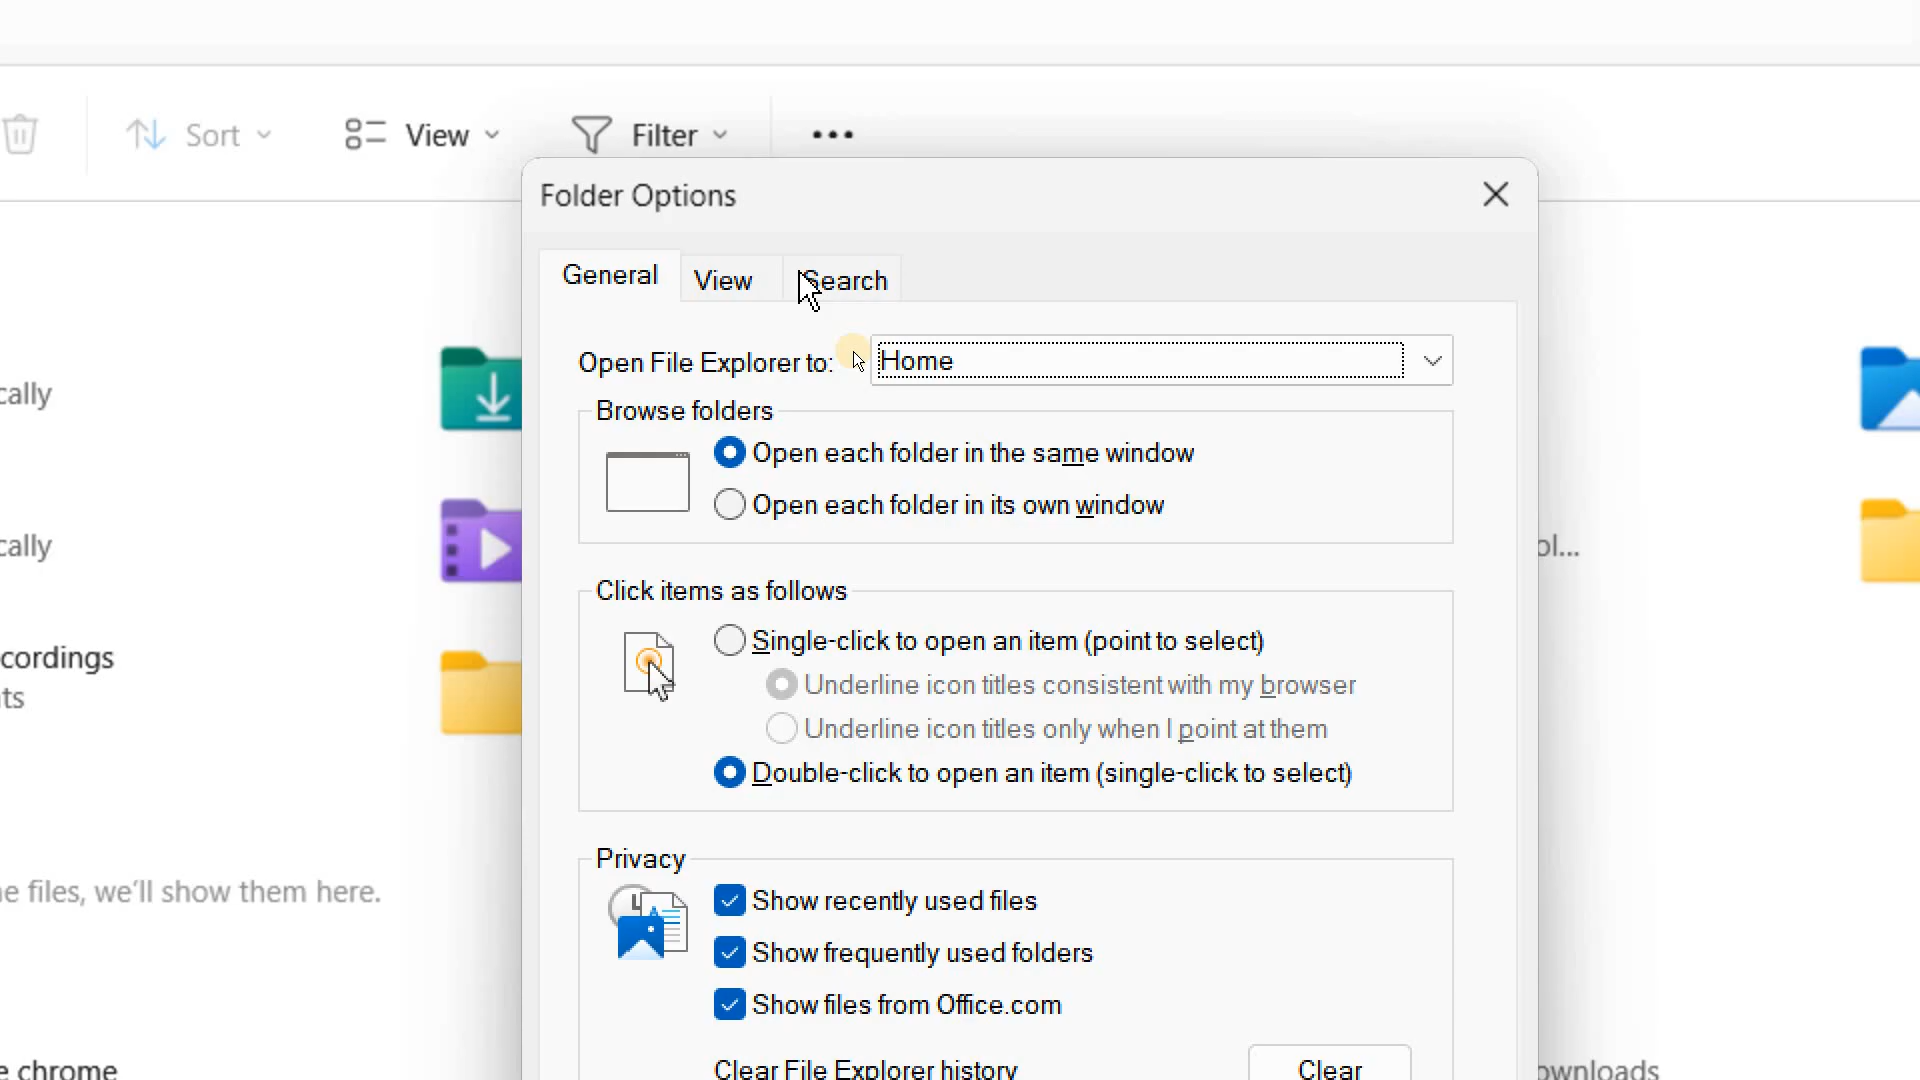 Sort
View
Filter
Folder Options
General
View
Search
Open File Explorer to:
Home
cally
Browse folders
Open each folder in the same window
Open each folder in its own window
cally
ol...
Click items as follows
Single-click to open an item (point to select)
cordings
Underline icon titles consistent with my browser
ts
Underline icon titles only when I point at them
Double-click to open an item (single-click to select)
Privacy
e files, we'll show them here.
Show recently used files
Show frequently used folders
Show files from Office.com
e chrome
Clear File Explorer history
Clear
ownloads